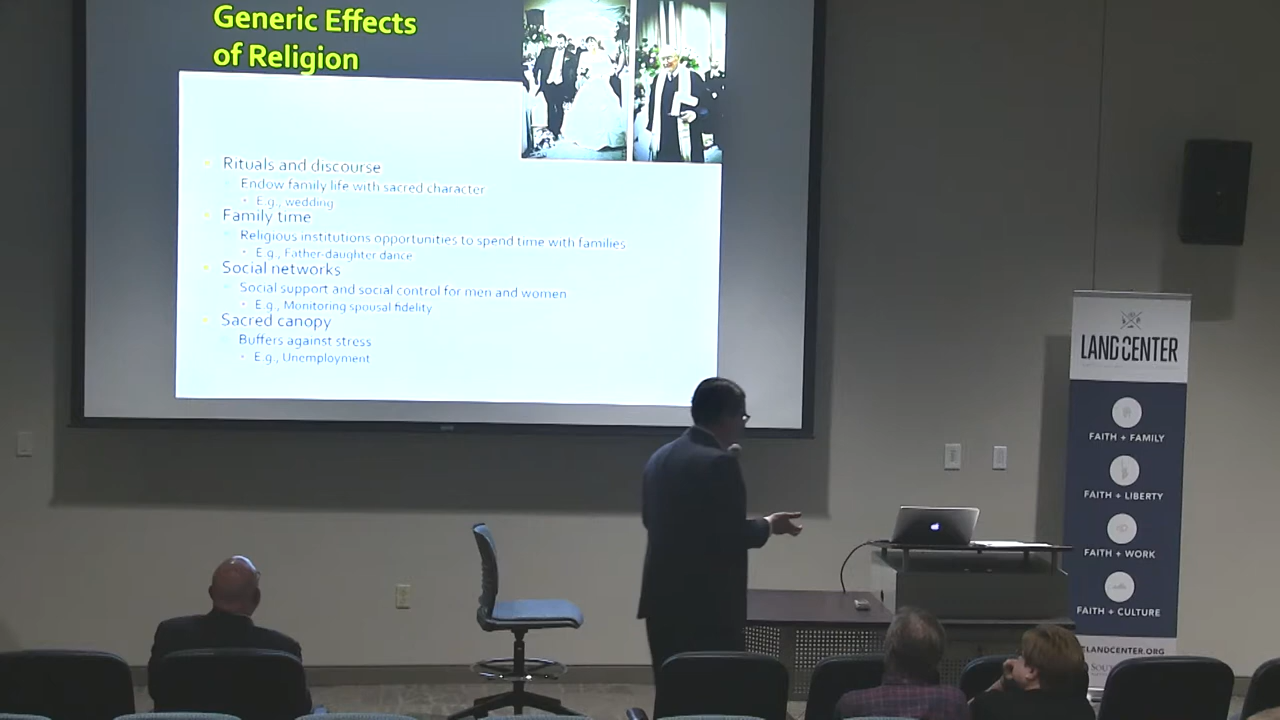 Generic Effects
of Religion
Rituals and discourse
Endow family life with sacred character
E.g., wedding
Family time
Religious institutions opportunities to spend time with families
E.g., Father-daughter dance
Social networks
Social support and social control for men and women
E.g., Monitoring spousal fidelity
Sacred canopy
Buffers against stress
E.g., Unemployment
LAND CENTER
FAITH + FAMILY
FAITH + LIBERTY
FAITH + WORK
FAITH + CULTURE
LANDCENTER.ORG